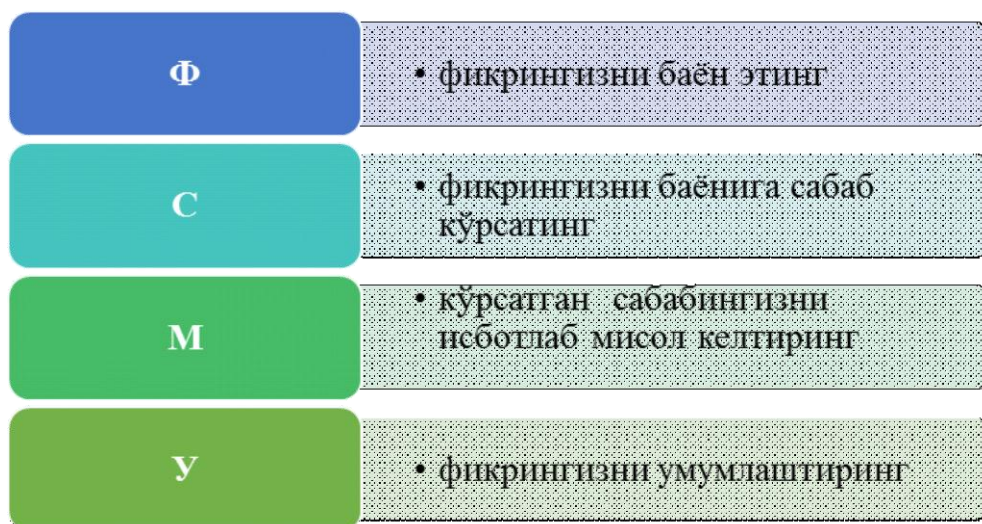 Ф
• фикрингизни баён этинг
С
• фикрингизни баёнига сабаб
кўрсатинг
М
• кўрсатган сабабингизни
исботлаб мисол келтиринг
У
• фикрингизни умумлаштиринг